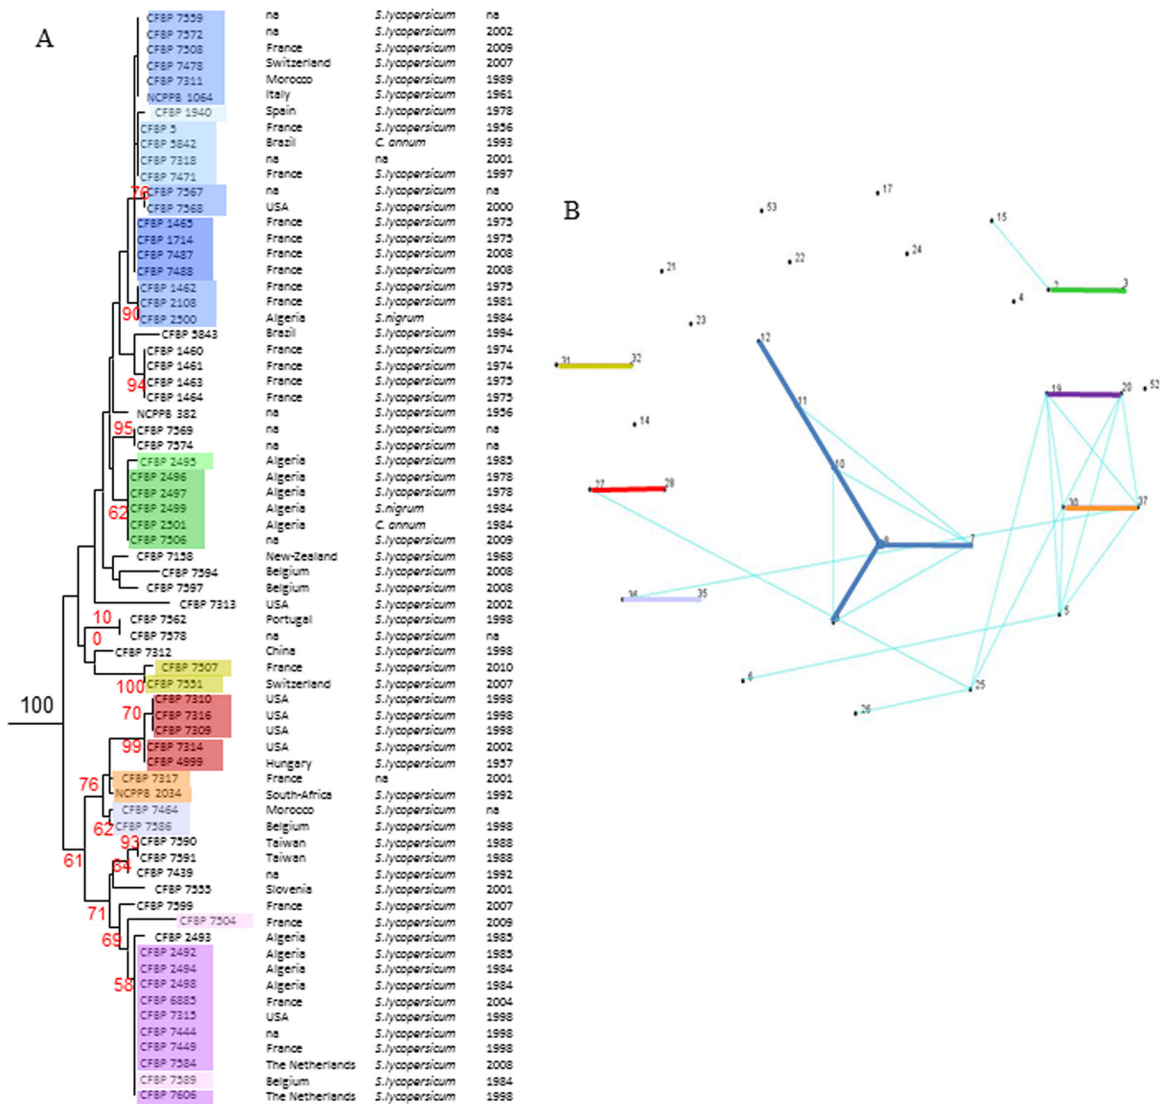 A
CFBP 7559 na S.lycopersicum na
CFBP 7572 na S.lycopersicum 2002
CFBP 7508 France S.lycopersicum 2009
CFBP 7478 Switzerland S.lycopersicum 2007
CFBP 7311 Morocco S.lycopersicum 1989
NCPPB 1064 Italy S.lycopersicum 1961
CFBP 1940 Spain S.lycopersicum 1978
CFBP 5 France S.lycopersicum 1956
CFBP 5842 Brazil C. annum 1993
CFBP 7318 na na 2001
CFBP 7471 France S.lycopersicum 1997
76 CFBP 7567 na S.lycopersicum na
CFBP 7568 USA S.lycopersicum 2000
CFBP 1465 France S.lycopersicum 1975
CFBP 1714 France S.lycopersicum 1975
CFBP 7487 France S.lycopersicum 2008
CFBP 7488 France S.lycopersicum 2008
CFBP 1462 France S.lycopersicum 1975
CFBP 2108 France S.lycopersicum 1981
90 CFBP 2500 Algeria S.nigrum 1984
CFBP 5843 Brazil S.lycopersicum 1994
CFBP 1460 France S.lycopersicum 1974
CFBP 1461 France S.lycopersicum 1974
94 CFBP 1463 France S.lycopersicum 1975
CFBP 1464 France S.lycopersicum 1975
NCPPB 382 na S.lycopersicum 1956
95 CFBP 7569 na S.lycopersicum na
CFBP 7574 na S.lycopersicum na
CFBP 2495 Algeria S.lycopersicum 1985
CFBP 2496 Algeria S.lycopersicum 1978
CFBP 2497 Algeria S.lycopersicum 1978
62 CFBP 2499 Algeria S.nigrum 1984
CFBP 2501 Algeria C. annum 1984
CFBP 7506 na S.lycopersicum 2009
CFBP 7158 New-Zealand S.lycopersicum 1968
CFBP 7594 Belgium S.lycopersicum 2008
CFBP 7597 Belgium S.lycopersicum 2008
CFBP 7313 USA S.lycopersicum 2002
10 CFBP 7562 Portugal S.lycopersicum 1998
0 CFBP 7578 na S.lycopersicum na
CFBP 7312 China S.lycopersicum 1998
CFBP 7507 France S.lycopersicum 2010
100 CFBP 7551 Switzerland S.lycopersicum 2007
CFBP 7310 USA S.lycopersicum 1998
100 70 CFBP 7316 USA S.lycopersicum 1998
CFBP 7309 USA S.lycopersicum 1998
99 CFBP 7314 USA S.lycopersicum 2002
CFBP 4999 Hungary S.lycopersicum 1957
76 CFBP 7317 France na 2001
NCPPB 2034 South-Africa S.lycopersicum 1992
CFBP 7464 Morocco S.lycopersicum na
62 CFBP 7586 Belgium S.lycopersicum 1998
93 CFBP 7590 Taiwan S.lycopersicum 1988
61 CFBP 7591 Taiwan S.lycopersicum 1988
64 CFBP 7439 na S.lycopersicum 1992
CFBP 7555 Slovenia S.lycopersicum 2001
71 CFBP 7599 France S.lycopersicum 2007
CFBP 7504 France S.lycopersicum 2009
69 CFBP 2493 Algeria S.lycopersicum 1985
CFBP 2492 Algeria S.lycopersicum 1985
CFBP 2494 Algeria S.lycopersicum 1984
58 CFBP 2498 Algeria S.lycopersicum 1984
CFBP 6885 France S.lycopersicum 2004
CFBP 7315 USA S.lycopersicum 1998
CFBP 7444 na S.lycopersicum 1998
CFBP 7449 France S.lycopersicum 1998
CFBP 7584 The Netherlands S.lycopersicum 2008
CFBP 7589 Belgium S.lycopersicum 1984
CFBP 7606 The Netherlands S.lycopersicum 1998
B
17
53
15
24
22
21
2 3
4
23
12
31 32
52
19 20
11
14
10
27 28
30 37
7
36 35
5
6
25
26